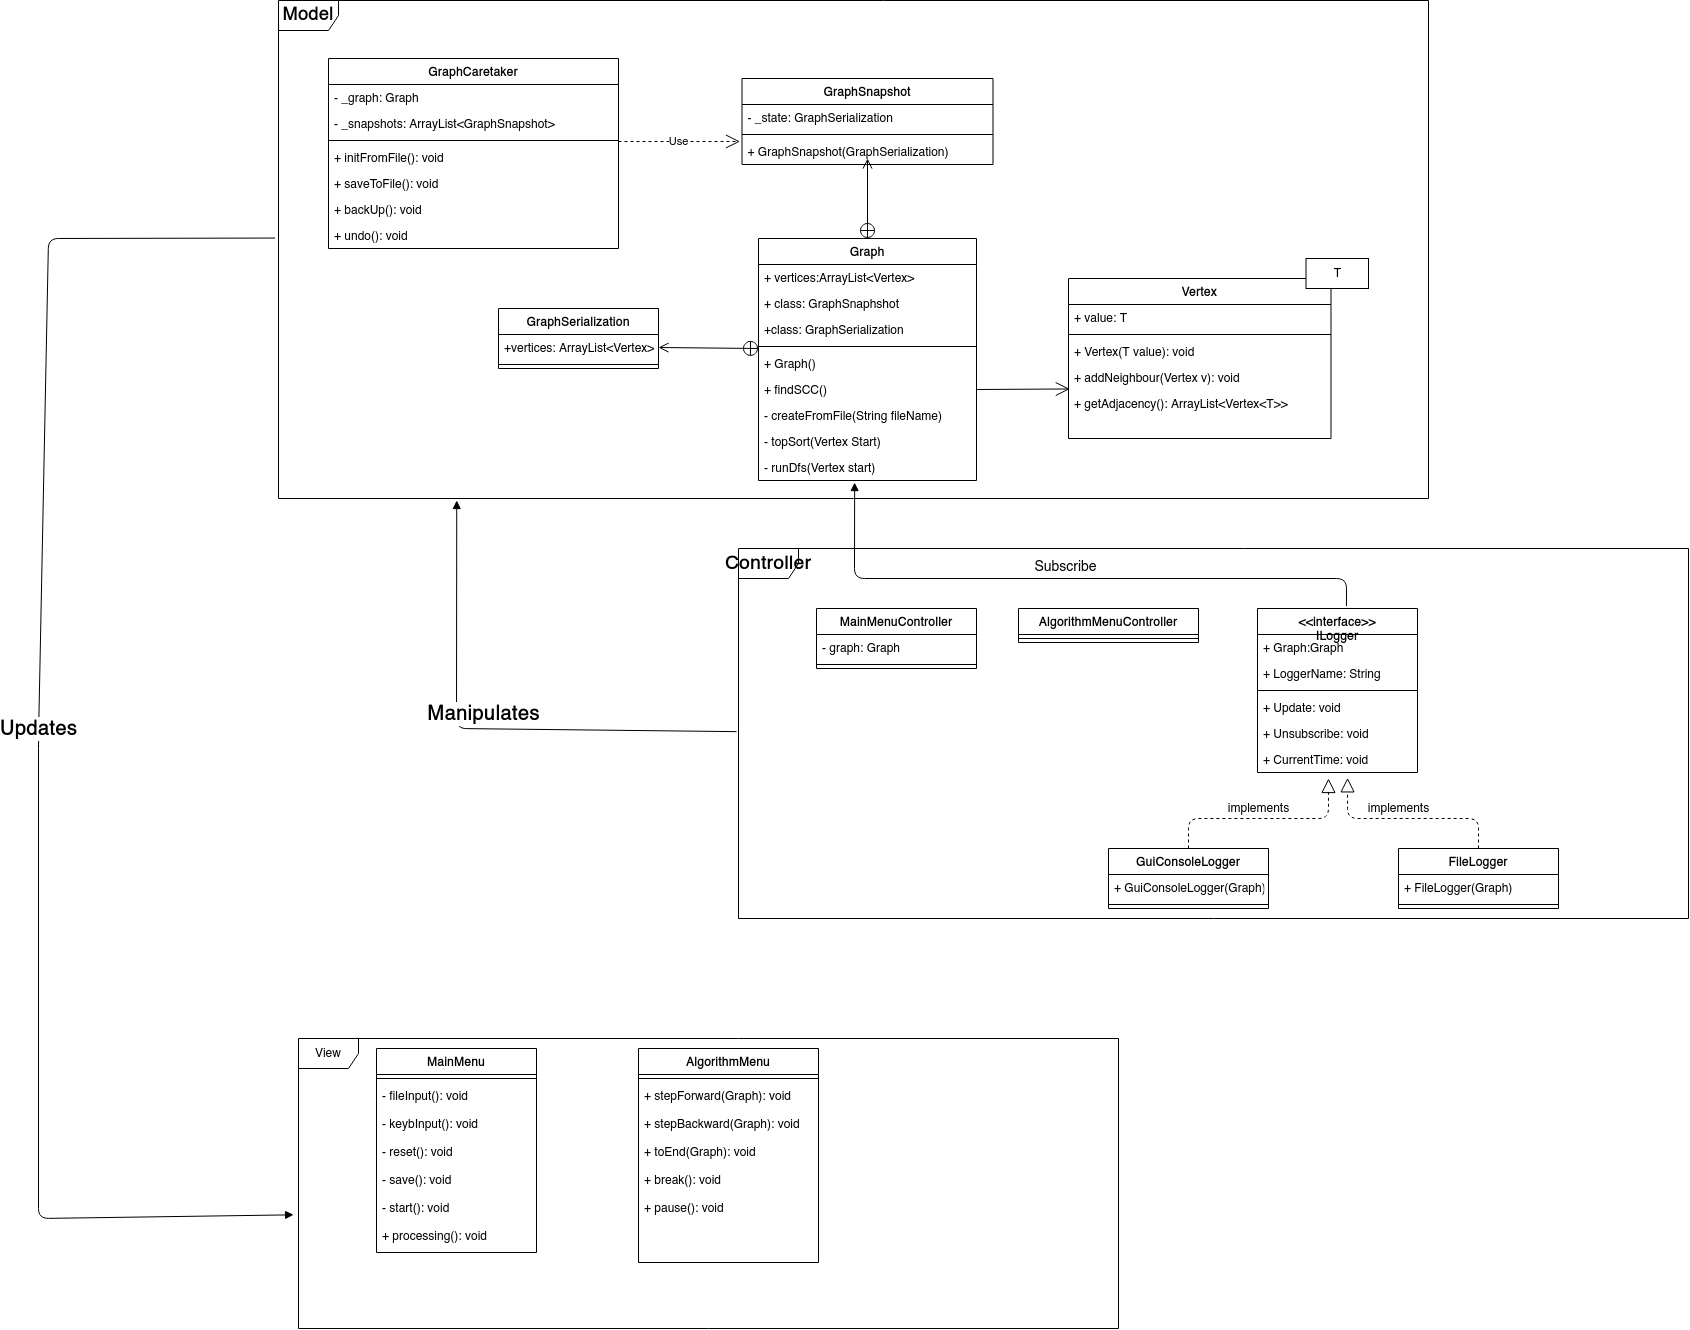 Model
GraphCaretaker
- _graph: Graph
- _snapshots: ArrayList<GraphSnapshot>
+ initFromFile(): void
+ saveToFile(): void
+ backUp(): void
+ undo(): void
Use
GraphSnapshot
- _state: GraphSerialization
+ GraphSnapshot(GraphSerialization)
Graph
+ vertices:ArrayList<Vertex>
+ class: GraphSnaphshot
+class: GraphSerialization
+ Graph()
+ findSCC()
- createFromFile(String fileName)
- topSort(Vertex Start)
- runDfs(Vertex start)
GraphSerialization
+vertices: ArrayList<Vertex>
T
Vertex
+ value: T
+ Vertex(T value): void
+ addNeighbour(Vertex v): void
+ getAdjacency(): ArrayList<Vertex<T>>
Updates
Manipulates
Controller
Subscribe
MainMenuController
- graph: Graph
AlgorithmMenuController
<<interface>>
ILogger
+ Graph:Graph
+ LoggerName: String
+ Update: void
+ Unsubscribe: void
+ CurrentTime: void
implements
implements
GuiConsoleLogger
+ GuiConsoleLogger(Graph)
FileLogger
+ FileLogger(Graph)
View
MainMenu
- fileInput(): void
- keybInput(): void
- reset(): void
- save(): void
- start(): void
+ processing(): void
AlgorithmMenu
+ stepForward(Graph): void
+ stepBackward(Graph): void
+ toEnd(Graph): void
+ break(): void
+ pause(): void